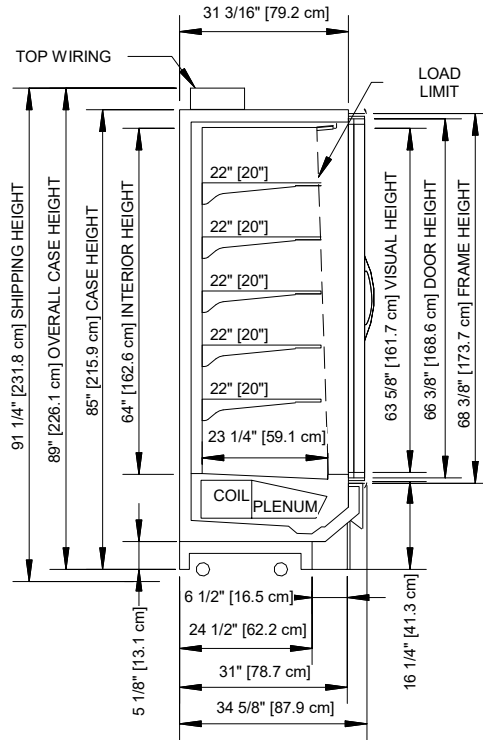 31 3/16" [79.2 cm]
TOP WIRING
LOAD
LIMIT
91 1/4" [231.8 cm] SHIPPING HEIGHT
89" [226.1 cm] OVERALL CASE HEIGHT
85" [215.9 cm] CASE HEIGHT
64" [162.6 cm] INTERIOR HEIGHT
22" [20"]
22" [20"]
22" [20"]
22" [20"]
22" [20"]
63 5/8" [161.7 cm] VISUAL HEIGHT
66 3/8" [168.6 cm] DOOR HEIGHT
68 3/8" [173.7 cm] FRAME HEIGHT
23 1/4" [59.1 cm]
COIL
PLENUM
5 1/8" [13.1 cm]
6 1/2" [16.5 cm]
24 1/2" [62.2 cm]
31" [78.7 cm]
34 5/8" [87.9 cm]
16 1/4" [41.3 cm]